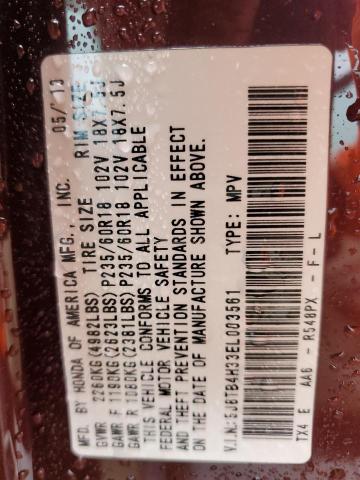 MFD. BY HONDA OF AMERICA MFG., INC. 05/ 13
GVWR 2260KG(4982LBS) TIRE SIZE RIM SIZE
GAWR F 1190KG(2623LBS) P235/60R18 102V 18X7.5J
GAWR R 1080KG(2381LBS) P235/60R18 102V 18X7.5J
THIS VEHICLE CONFORMS TO ALL APPLICABLE
FEDERAL MOTOR VEHICLE SAFETY
AND THEFT PREVENTION STANDARDS IN EFFECT
ON THE DATE OF MANUFACTURE SHOWN ABOVE.
V.I.N.:5J8TB4H33EL003561 TYPE: MPV
TX4 E AA6 - R548PX - F - L